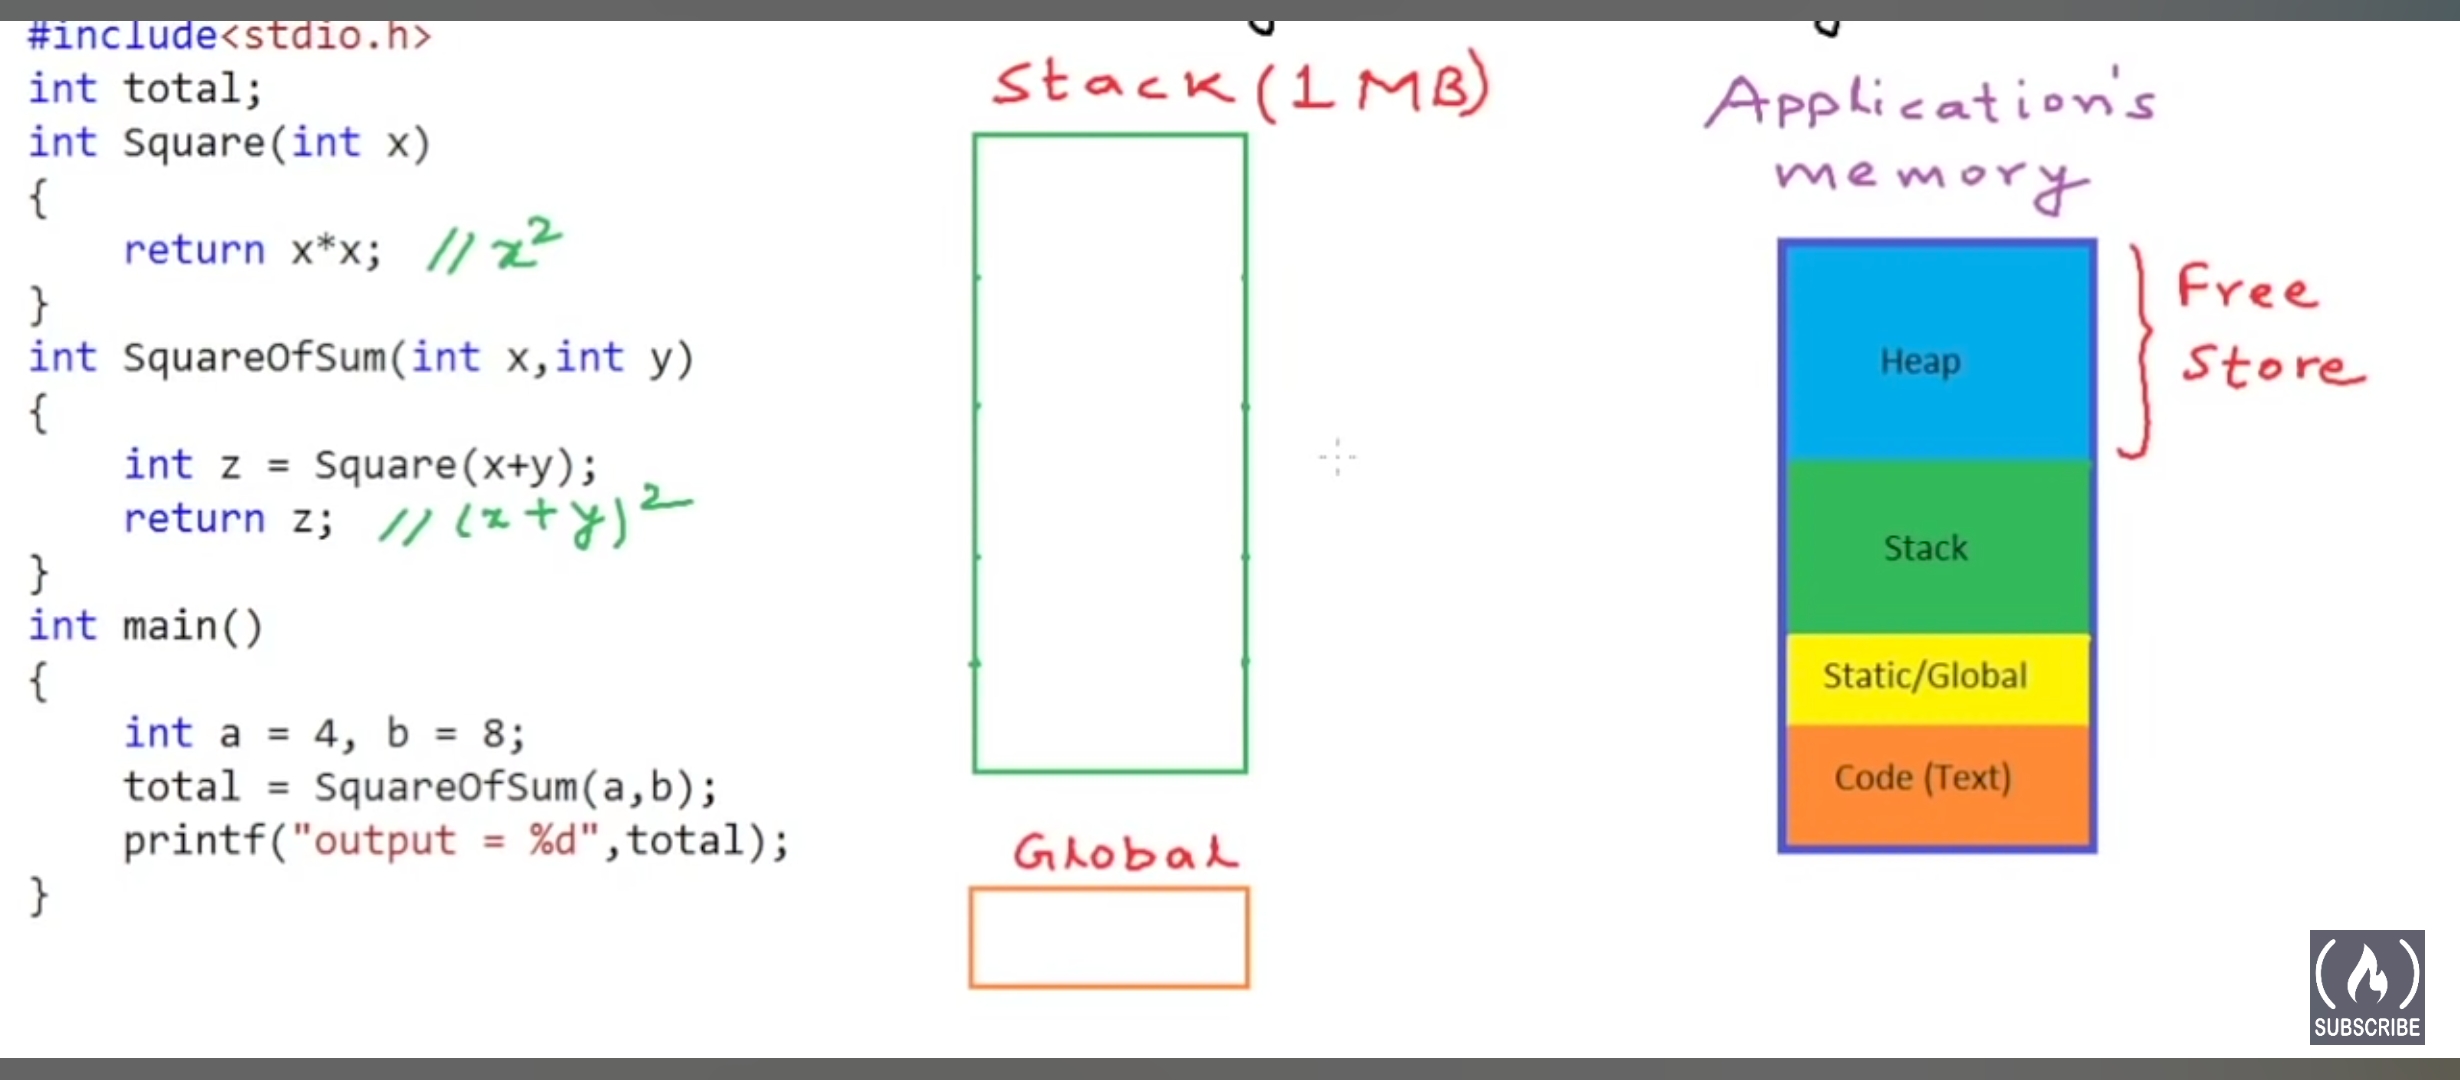 #include<stdio.h>
int total;
int Square(int x)
{
return x*x; //x²
}
int SquareOfSum(int x,int y)
{
int z = Square(x+y);
return z; //(x+y)²
}
int main()
{
int a = 4, b = 8;
total = SquareOfSum(a,b);
printf("output = %d",total);
}
Stack(1 MB)
Global
Application's
memory
Heap
Stack
Static/Global
Code (Text)
Free
Store
SUBSCRIBE